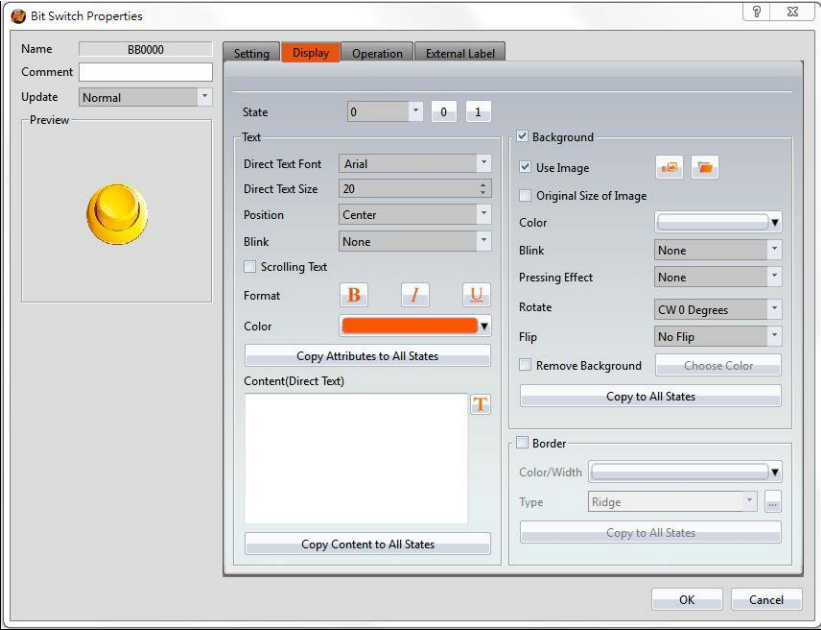 Bit Switch Properties
?
Name BB0000
Comment
Update Normal
Preview
Setting Display Operation External Label
State 0 0 1
Text
Direct Text Font Arial
Direct Text Size 20
Position Center
Blink None
Scrolling Text
Format B I U
Color
Copy Attributes to All States
Content(Direct Text)
T
Copy Content to All States
Background
Use Image
Original Size of Image
Color
Blink None
Pressing Effect None
Rotate CW 0 Degrees
Flip No Flip
Remove Background Choose Color
Copy to All States
Border
Color/Width
Type Ridge ...
Copy to All States
OK Cancel